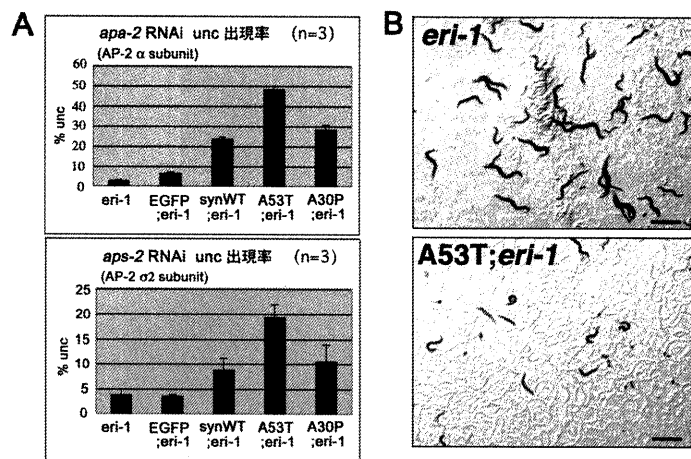 A
apa-2 RNAi unc 出現率 (n=3)
(AP-2 α subunit)
60
50
40
30
20
10
0
% unc
eri-1
EGFP
;eri-1
synWT
;eri-1
A53T
;eri-1
A30P
;eri-1
aps-2 RNAi unc 出現率 (n=3)
(AP-2 σ2 subunit)
25
20
15
10
5
0
% unc
eri-1
EGFP
;eri-1
synWT
;eri-1
A53T
;eri-1
A30P
;eri-1
B
eri-1
A53T;eri-1